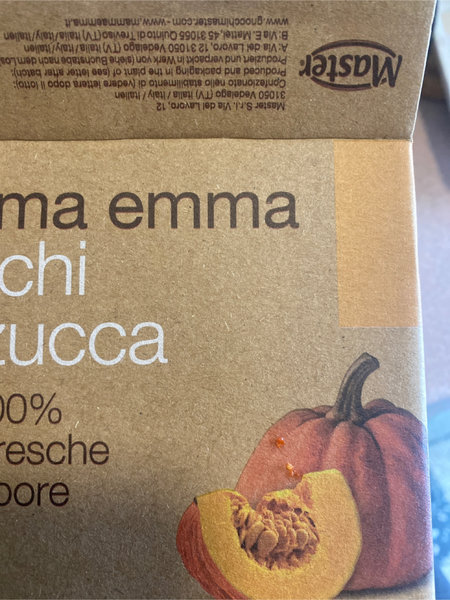 Master
Master S.r.l. Via del Lavoro, 12
31050 Vedelago (TV) Italia / Italy / Italien
Confezionato nello stabilimento di (vedere lettera dopo il lotto);
Produced and packaging in the plant of (see letter after batch);
Produziert und verpackt in Werk von (siehe Buchstabe nach dem
A: Via del Lavoro, 12 31050 Vedelago (TV) Italia/Italy/Italien
B: Via E. Mattei, 45 31055 Quinto di Treviso (TV) Italia/Italy/Italien
www.gnocchimaster.com - www.mammaemma.it
ma emma
chi
zucca
00%
resche
pore